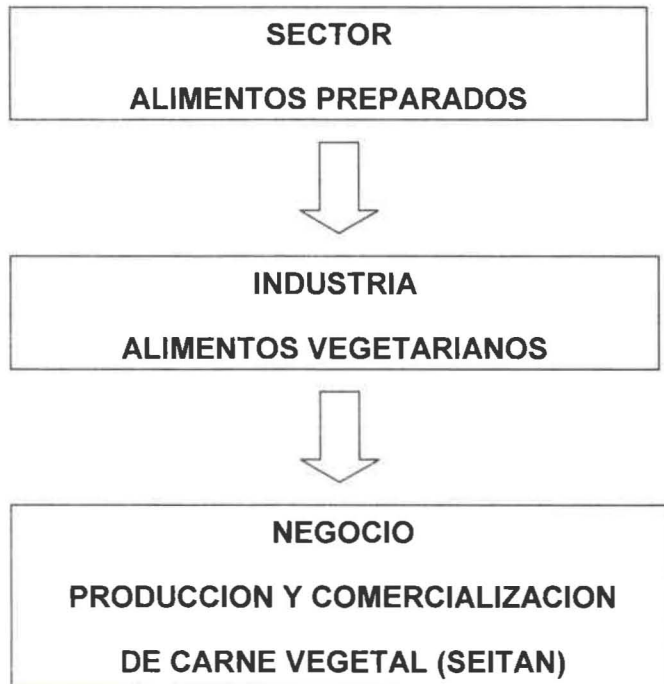 SECTOR
ALIMENTOS PREPARADOS
INDUSTRIA
ALIMENTOS VEGETARIANOS
NEGOCIO
PRODUCCION Y COMERCIALIZACION
DE CARNE VEGETAL (SEITAN)